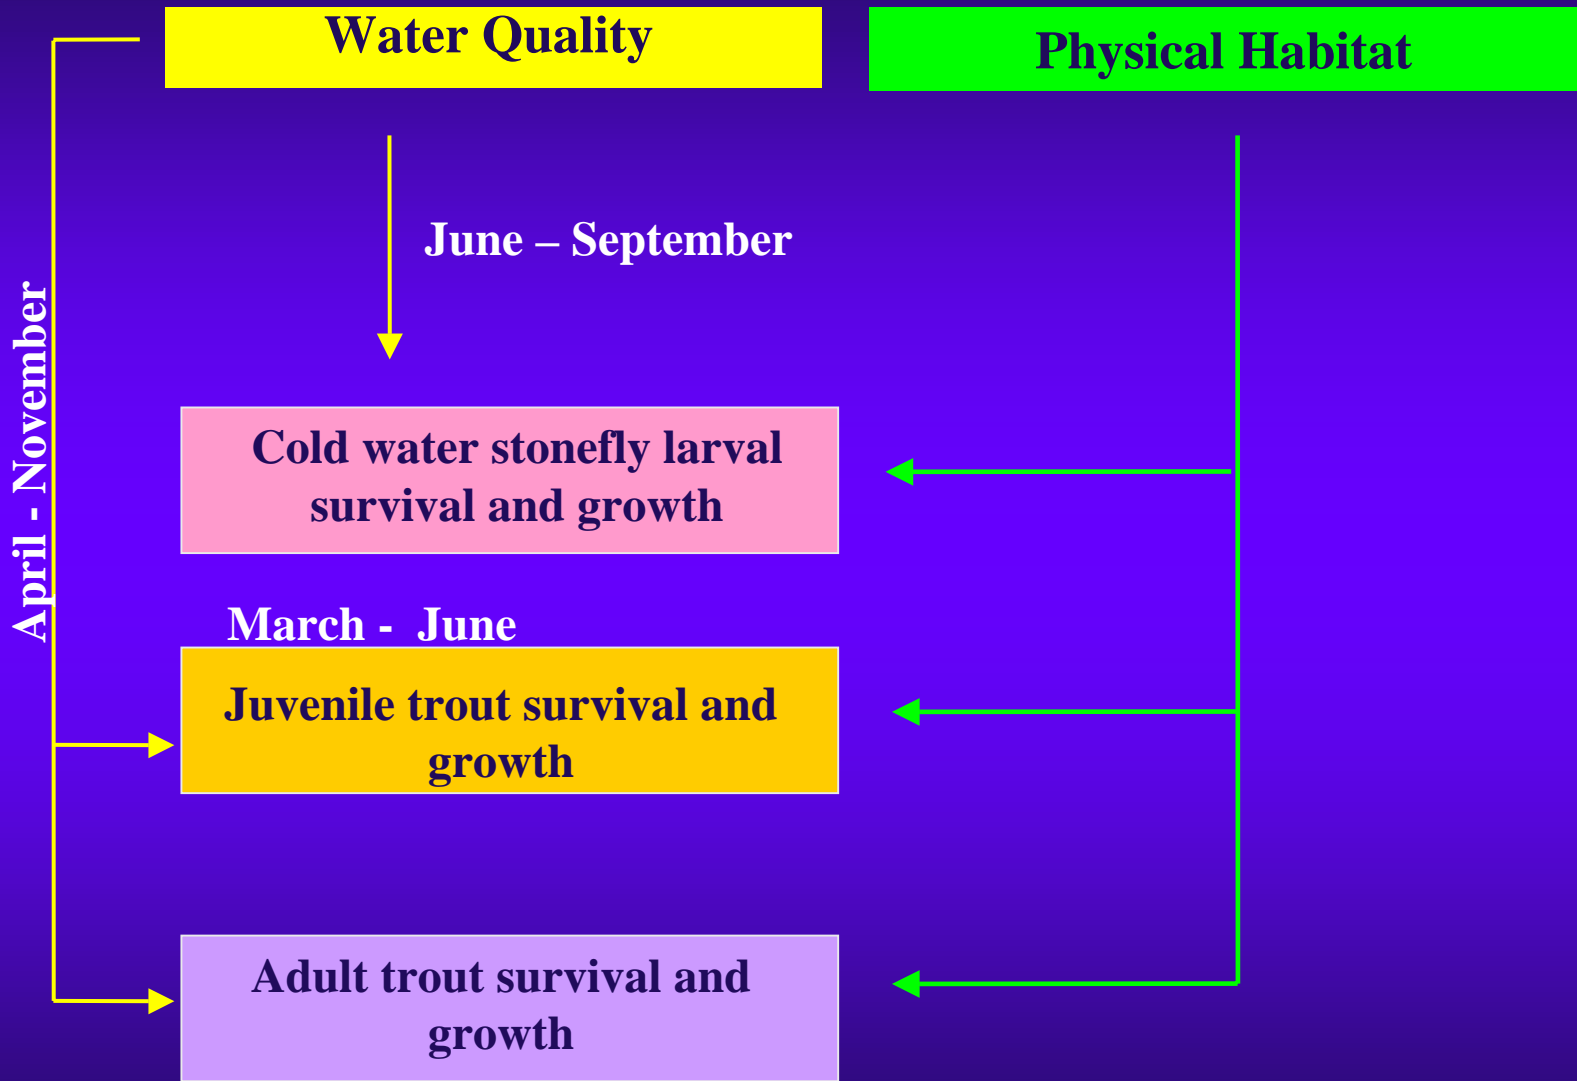 Water Quality
Physical Habitat
June – September
April - November
Cold water stonefly larval
survival and growth
March - June
Juvenile trout survival and
growth
Adult trout survival and
growth